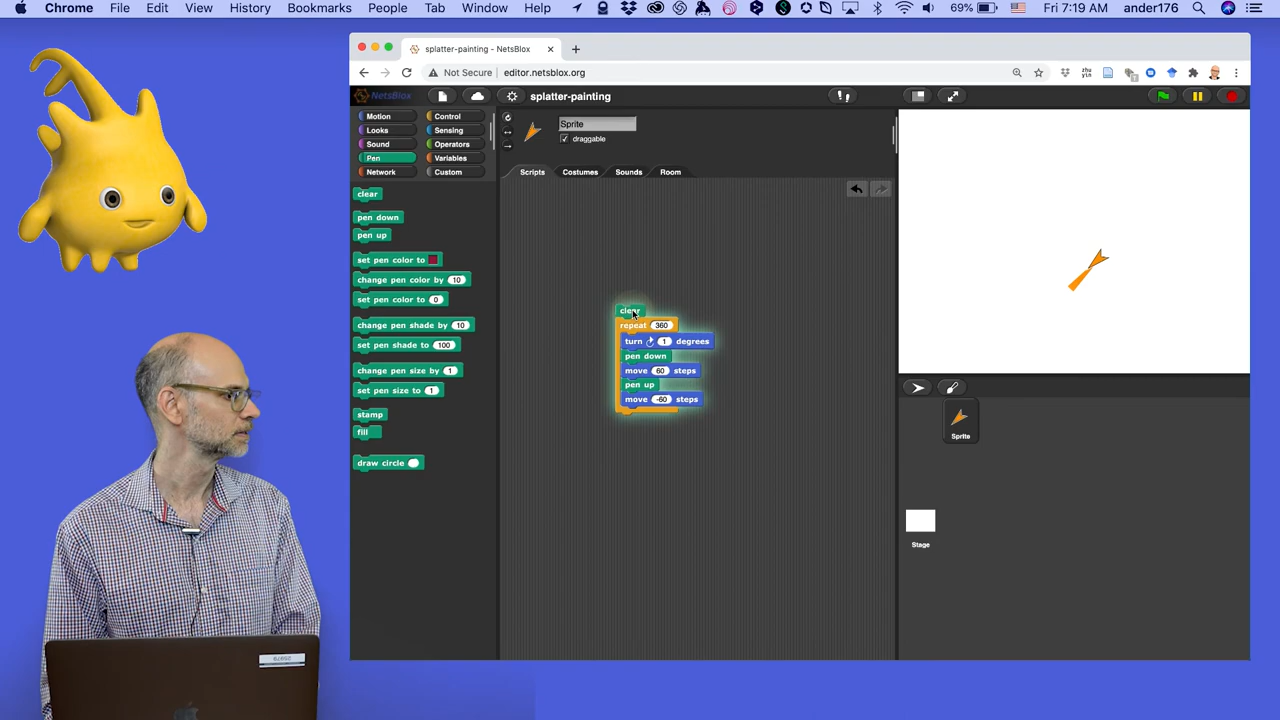 Chrome File Edit View History Bookmarks People Tab Window Help 69% Fri 7:19 AM ander176
splatter-painting - NetsBlox
Not Secure editor.netsblox.org
NetsBlox splatter-painting
Motion Control
Looks Sensing
Sound Operators
Pen Variables
Network Custom
Sprite
draggable
Scripts Costumes Sounds Room
clear
pen down
pen up
set pen color to
change pen color by 10
set pen color to 0
change pen shade by 10
set pen shade to 100
change pen size by 1
set pen size to 1
stamp
fill
draw circle
clear
repeat 360
turn 1 degrees
pen down
move 60 steps
pen up
move -60 steps
Sprite
Stage